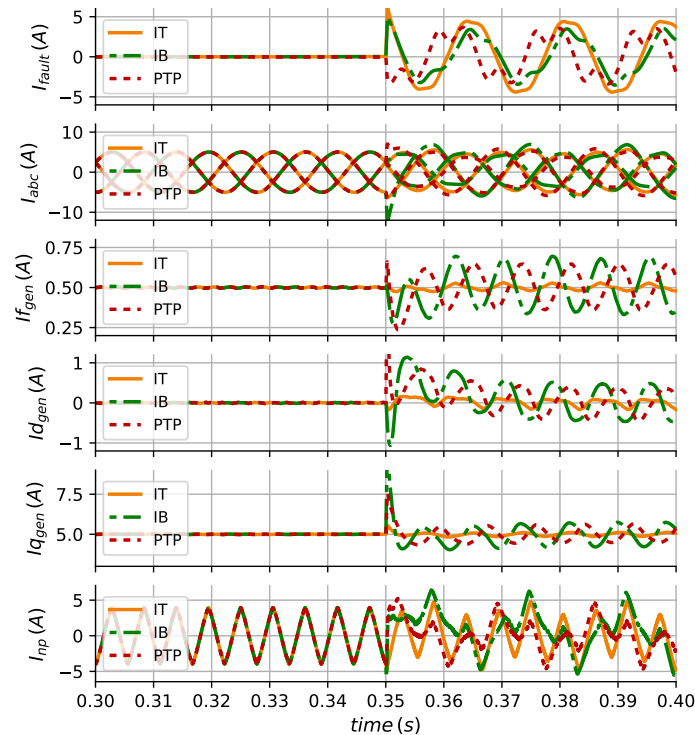 I_fault (A)
5
0
−5
IT
IB
PTP
I_abc (A)
10
0
−10
IT
IB
PTP
If_gen (A)
0.75
0.50
0.25
IT
IB
PTP
Id_gen (A)
1
0
−1
IT
IB
PTP
Iq_gen (A)
7.5
5.0
IT
IB
PTP
I_np (A)
5
0
−5
IT
IB
PTP
0.30 0.31 0.32 0.33 0.34 0.35 0.36 0.37 0.38 0.39 0.40
time (s)